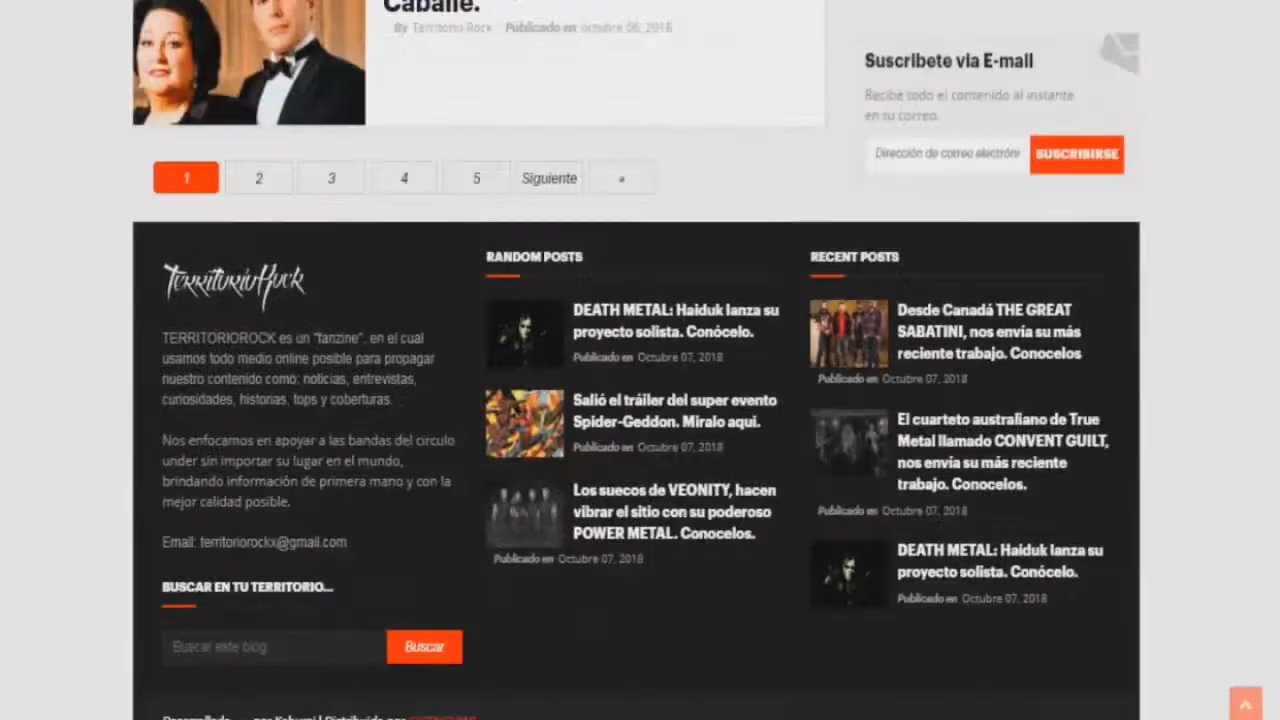 Caballé.
By Territorio Rock Publicado en octubre 06, 2018
1 2 3 4 5 Siguiente »
Suscribete via E-mail
Recibe todo el contenido al instante
en su correo.
Dirección de correo electróni
SUSCRIBIRSE
TerritorioRock
TERRITORIOROCK es un "fanzine", en el cual
usamos todo medio online posible para propagar
nuestro contenido como: noticias, entrevistas,
curiosidades, historias, tops y coberturas.
Nos enfocamos en apoyar a las bandas del circulo
under sin importar su lugar en el mundo,
brindando información de primera mano y con la
mejor calidad posible.
Email: territoriorockx@gmail.com
BUSCAR EN TU TERRITORIO...
Buscar este blog
Buscar
RANDOM POSTS
DEATH METAL: Haiduk lanza su
proyecto solista. Conócelo.
Publicado en Octubre 07, 2018
Salió el tráiler del super evento
Spider-Geddon. Miralo aqui.
Publicado en Octubre 07, 2018
Los suecos de VEONITY, hacen
vibrar el sitio con su poderoso
POWER METAL. Conocelos.
Publicado en Octubre 07, 2018
RECENT POSTS
Desde Canadá THE GREAT
SABATINI, nos envía su más
reciente trabajo. Conocelos
Publicado en Octubre 07, 2018
El cuarteto australiano de True
Metal llamado CONVENT GUILT,
nos envía su más reciente
trabajo. Conocelos.
Publicado en Octubre 07, 2018
DEATH METAL: Haiduk lanza su
proyecto solista. Conócelo.
Publicado en Octubre 07, 2018